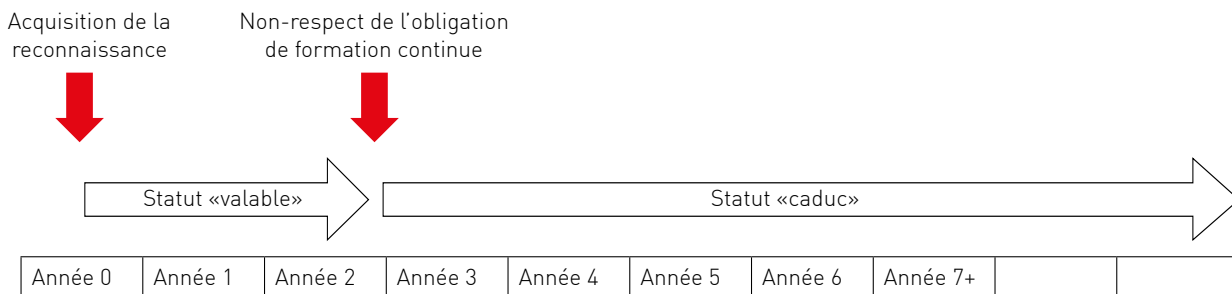 Acquisition de la
reconnaissance
Non-respect de l’obligation
de formation continue
Statut «valable»
Statut «caduc»
Année 0
Année 1
Année 2
Année 3
Année 4
Année 5
Année 6
Année 7+